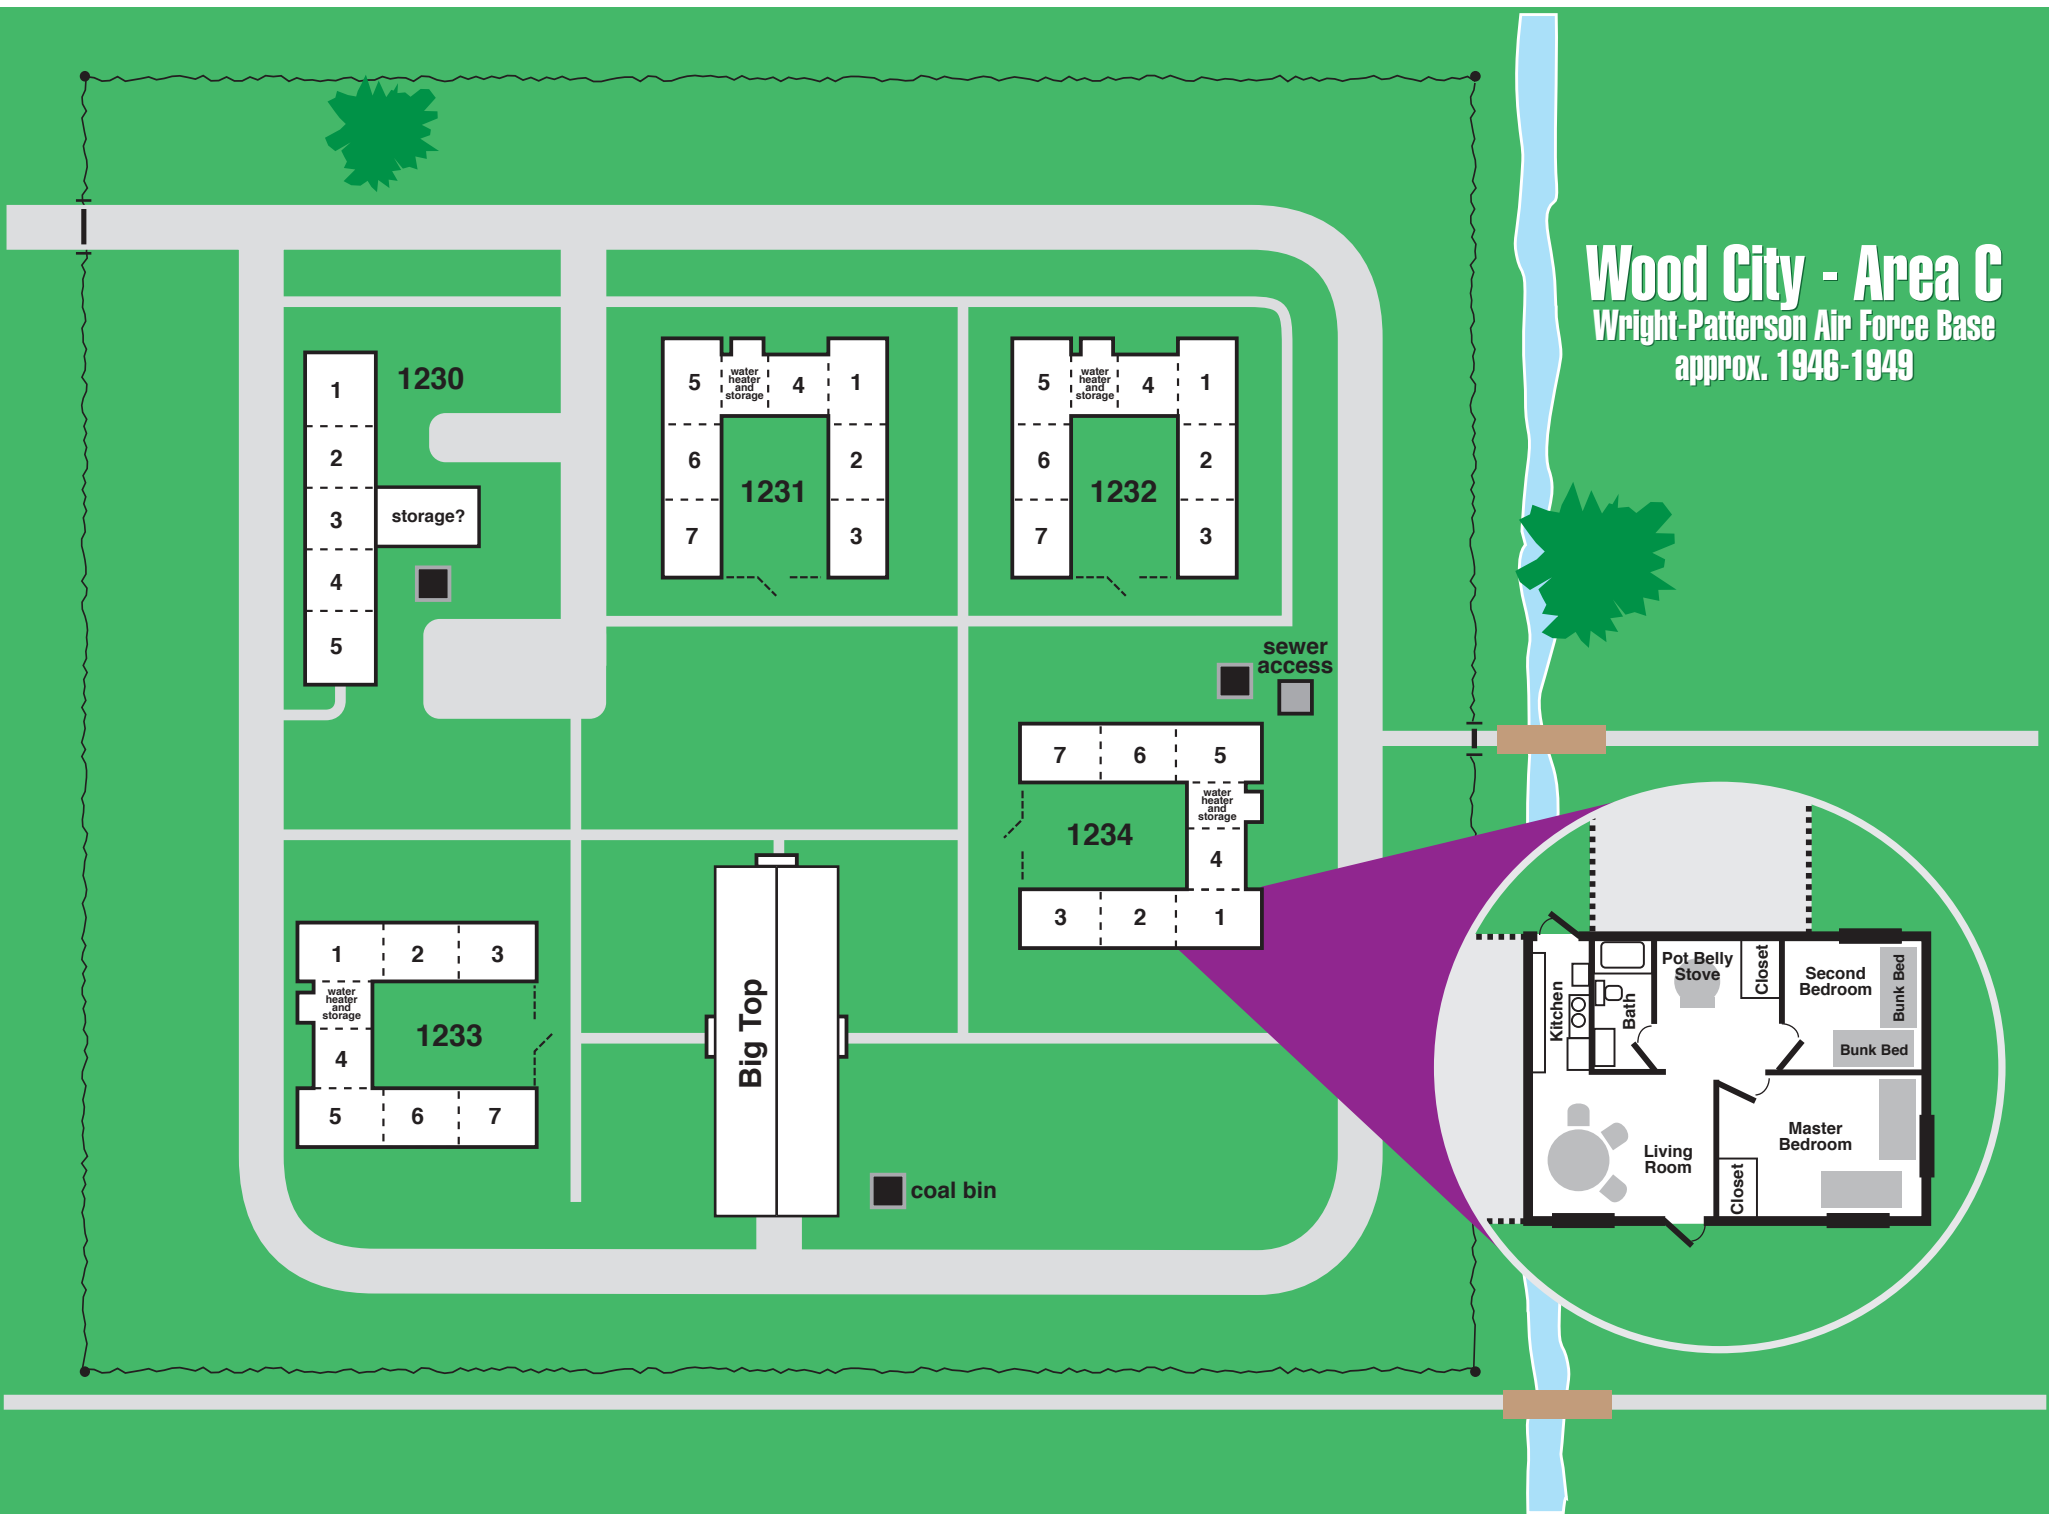 Wood City - Area C
Wright-Patterson Air Force Base
approx. 1946-1949
1230
1
2
3
storage?
4
5
1231
5
water
heater
and
storage
4
1
6
2
7
3
1232
5
water
heater
and
storage
4
1
6
2
7
3
sewer
access
7
6
5
water
heater
and
storage
1234
4
3
2
1
1
2
3
water
heater
and
storage
1233
4
5
6
7
Big Top
coal bin
Kitchen
Bath
Pot Belly
Stove
Closet
Second
Bedroom
Bunk Bed
Bunk Bed
Living
Room
Closet
Master
Bedroom